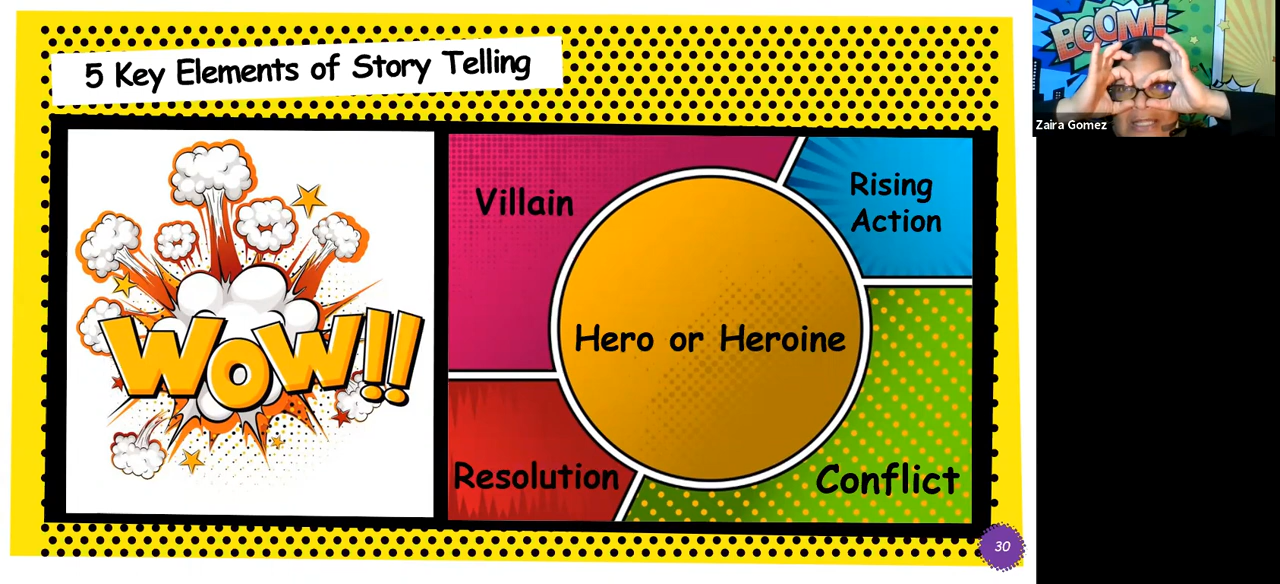 5 Key Elements of Story Telling
BOOM!
Zaira Gomez
WOW!!
Villain
Rising
Action
Hero or Heroine
Resolution
Conflict
30